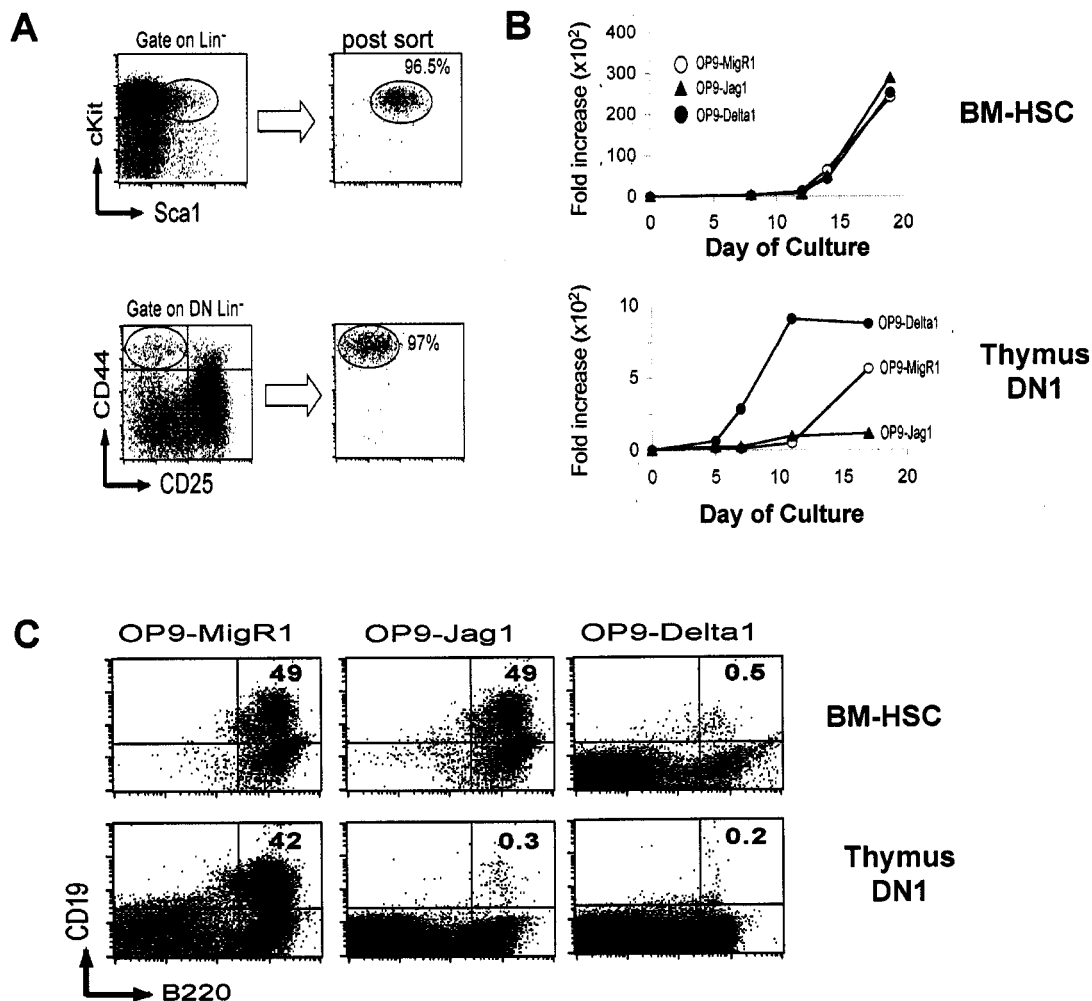 A
Gate on Lin⁻
post sort
96.5%
cKit
Sca1
Gate on DN Lin⁻
97%
CD44
CD25
B
Fold increase (x10²)
400
300
200
100
0
OP9-MigR1
OP9-Jag1
OP9-Delta1
0 5 10 15 20
Day of Culture
BM-HSC
Fold increase (x10²)
10
5
0
OP9-Delta1
OP9-MigR1
OP9-Jag1
0 5 10 15 20
Day of Culture
Thymus
DN1
C
OP9-MigR1 OP9-Jag1 OP9-Delta1
49 49 0.5
BM-HSC
42 0.3 0.2
Thymus
DN1
CD19
B220